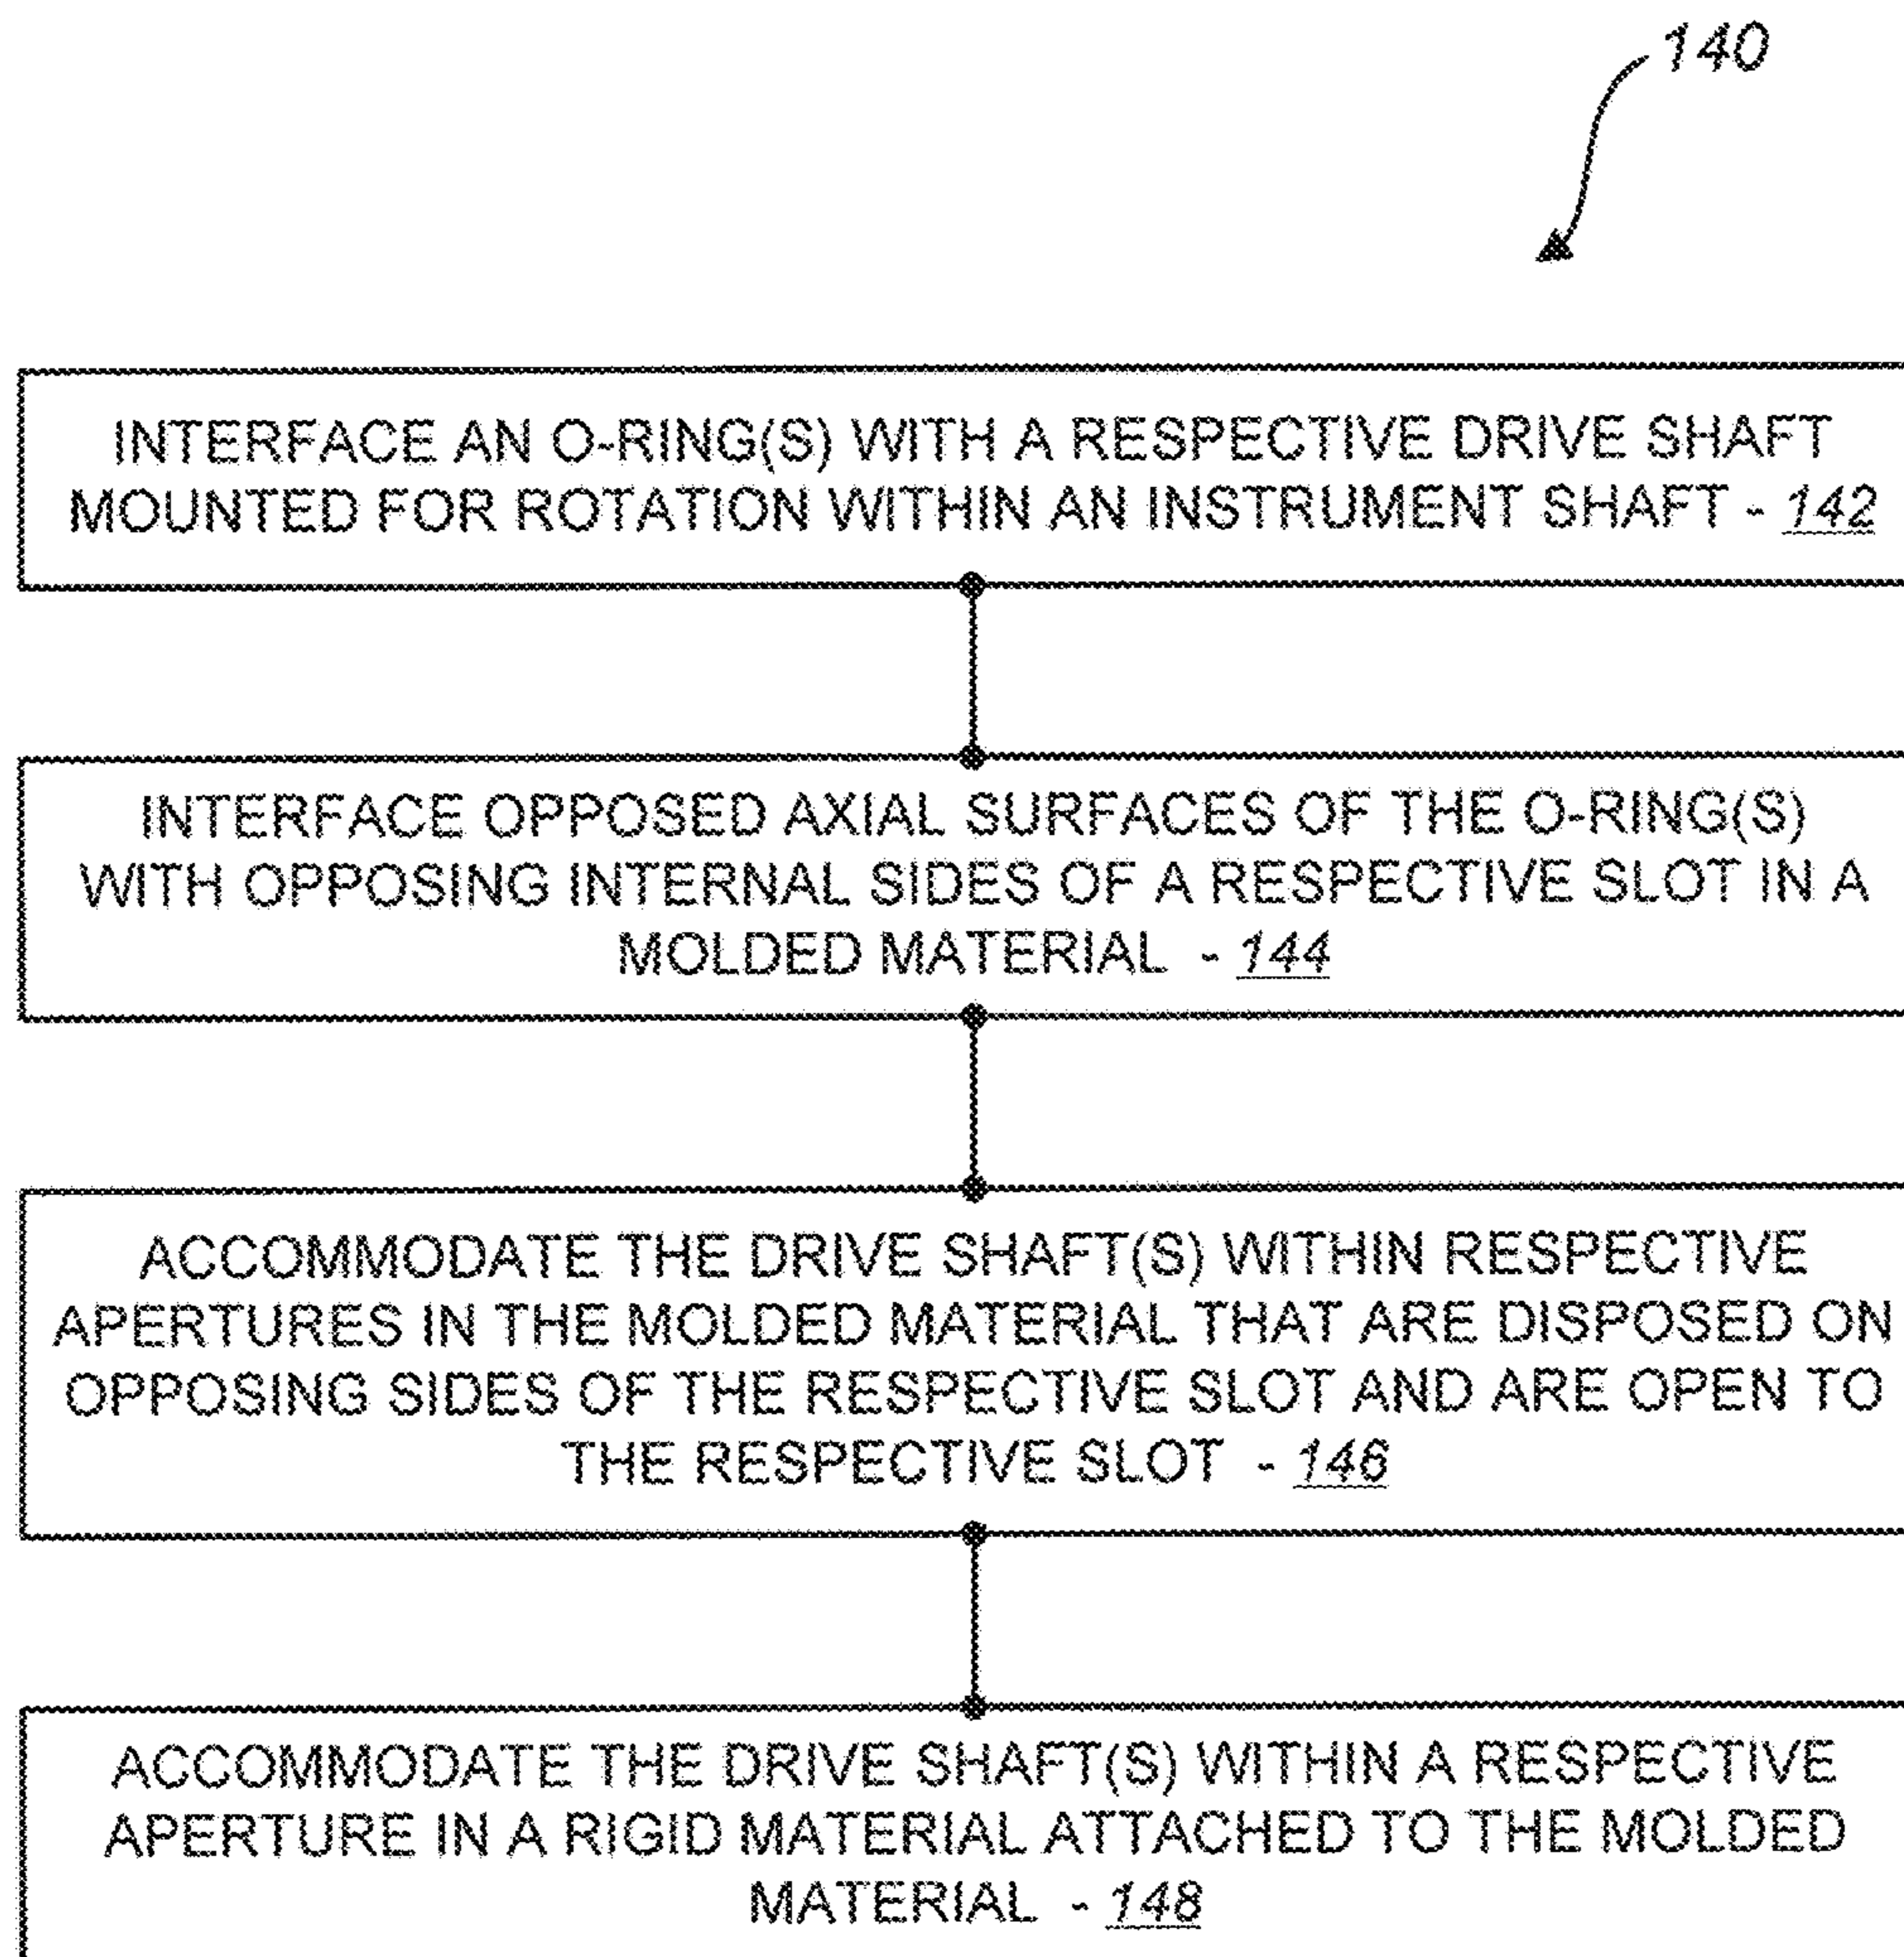 140
INTERFACE AN O-RING(S) WITH A RESPECTIVE DRIVE SHAFT
MOUNTED FOR ROTATION WITHIN AN INSTRUMENT SHAFT - 142
INTERFACE OPPOSED AXIAL SURFACES OF THE O-RING(S)
WITH OPPOSING INTERNAL SIDES OF A RESPECTIVE SLOT IN A
MOLDED MATERIAL - 144
ACCOMMODATE THE DRIVE SHAFT(S) WITHIN RESPECTIVE
APERTURES IN THE MOLDED MATERIAL THAT ARE DISPOSED ON
OPPOSING SIDES OF THE RESPECTIVE SLOT AND ARE OPEN TO
THE RESPECTIVE SLOT - 146
ACCOMMODATE THE DRIVE SHAFT(S) WITHIN A RESPECTIVE
APERTURE IN A RIGID MATERIAL ATTACHED TO THE MOLDED
MATERIAL - 148